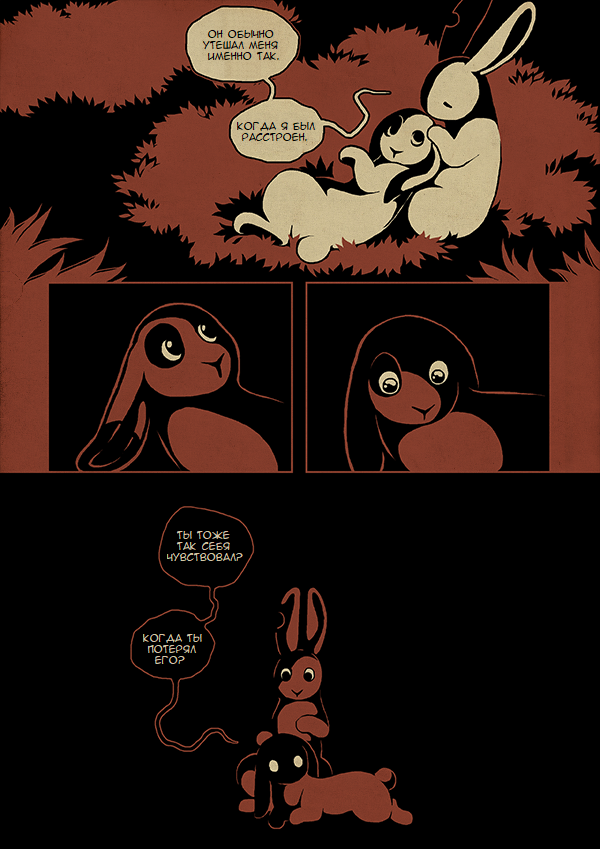 ОН ОБЫЧНО
УТЕШАЛ МЕНЯ
ИМЕННО ТАК.
КОГДА Я БЫЛ
РАССТРОЕН.
ТЫ ТОЖЕ
ТАК СЕБЯ
ЧУВСТВОВАЛ?
КОГДА ТЫ
ПОТЕРЯЛ
ЕГО?